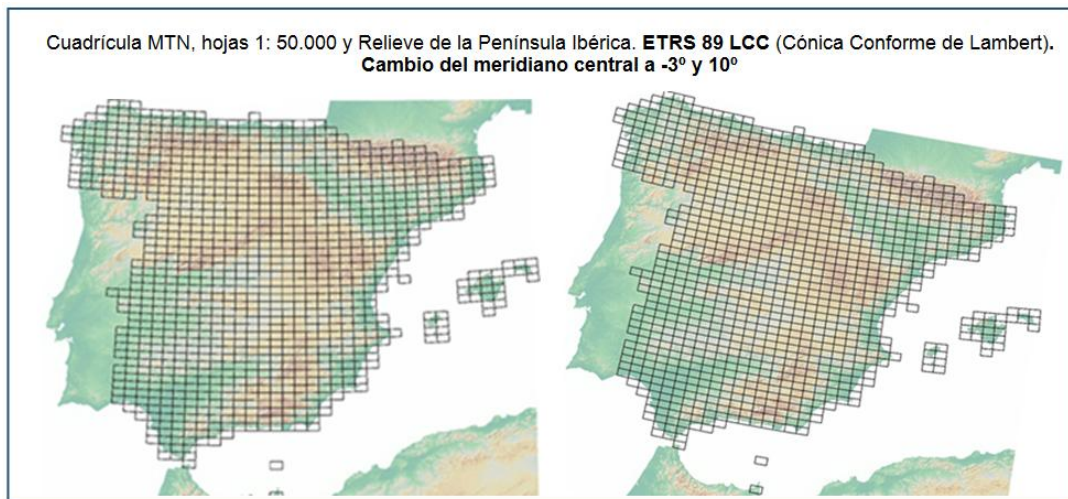 Cuadrícula MTN, hojas 1: 50.000 y Relieve de la Península Ibérica. ETRS 89 LCC (Cónica Conforme de Lambert).
Cambio del meridiano central a -3º y 10º